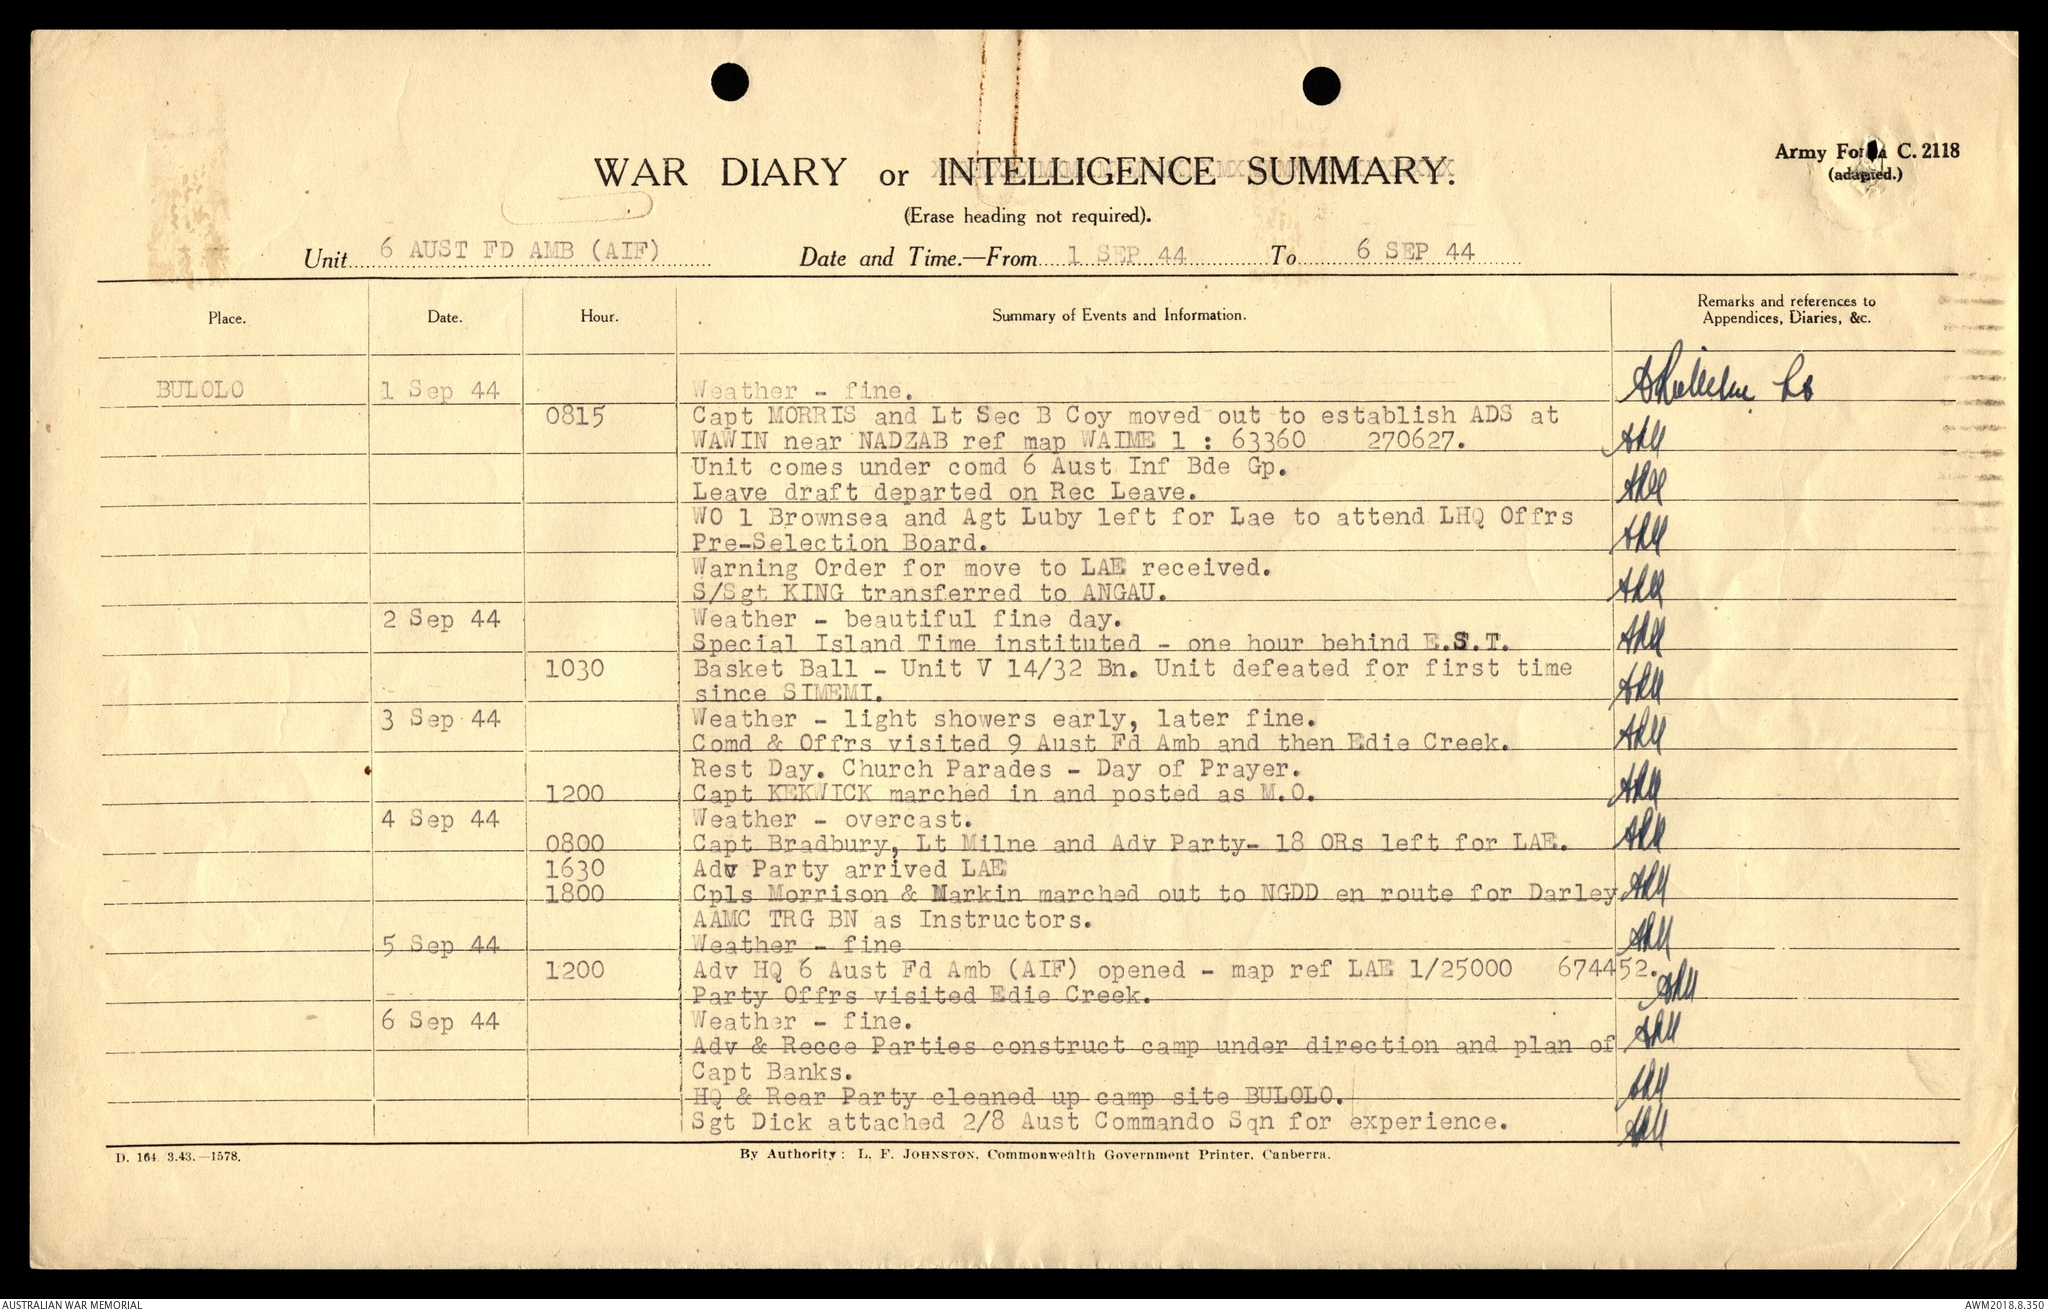 Army Form C. 2118
(adapted.)
WAR DIARY or INTELLIGENCE SUMMARY.
(Erase heading not required).
Unit 6 AUST FD AMB (AIF) Date and Time.—From 1 SEP 44 To 6 SEP 44
Place. Date. Hour. Summary of Events and Information. Remarks and references to
Appendices, Diaries, &c.
BULOLO 1 Sep 44 Weather - fine.
0815 Capt MORRIS and Lt Sec B Coy moved out to establish ADS at
WAWIN near NADZAB ref map WAIME 1 : 63360 270627.
Unit comes under comd 6 Aust Inf Bde Gp.
Leave draft departed on Rec Leave.
WO 1 Brownsea and Agt Luby left for Lae to attend LHQ Offrs
Pre-Selection Board.
Warning Order for move to LAE received.
S/Sgt KING transferred to ANGAU.
2 Sep 44 Weather - beautiful fine day.
Special Island Time instituted - one hour behind E.S.T.
1030 Basket Ball - Unit V 14/32 Bn. Unit defeated for first time
since SIMEMI.
3 Sep 44 Weather - light showers early, later fine.
Comd & Offrs visited 9 Aust Fd Amb and then Edie Creek.
Rest Day. Church Parades - Day of Prayer.
1200 Capt KEKWICK marched in and posted as M.O.
4 Sep 44 Weather - overcast.
0800 Capt Bradbury, Lt Milne and Adv Party- 18 ORs left for LAE.
1630 Adv Party arrived LAE
1800 Cpls Morrison & Markin marched out to NGDD en route for Darley
AAMC TRG BN as Instructors.
5 Sep 44 Weather - fine
1200 Adv HQ 6 Aust Fd Amb (AIF) opened - map ref LAE 1/25000 674452.
Party Offrs visited Edie Creek.
6 Sep 44 Weather - fine.
Adv & Recce Parties construct camp under direction and plan of
Capt Banks.
HQ & Rear Party cleaned up camp site BULOLO.
Sgt Dick attached 2/8 Aust Commando Sqn for experience.
D. 164. 3.43.—1578. By Authority: L. F. JOHNSTON, Commonwealth Government Printer, Canberra.
AUSTRALIAN WAR MEMORIAL AWM2018.8.350